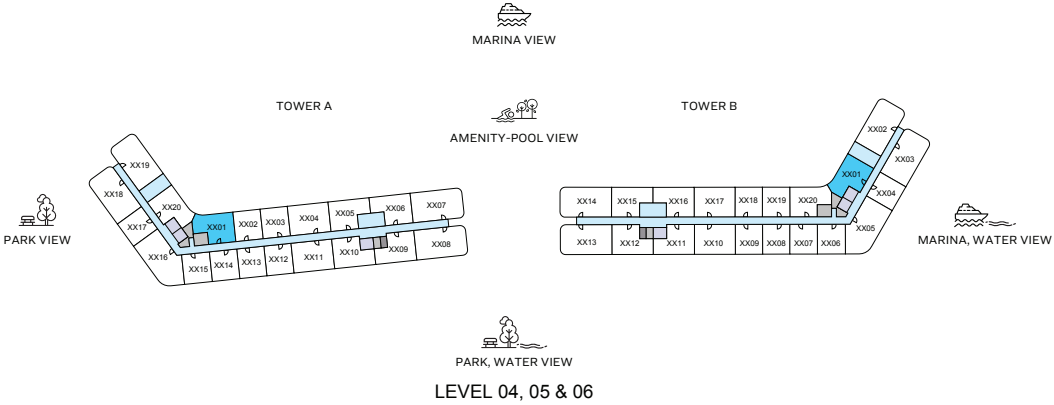 MARINA VIEW
TOWER A
TOWER B
AMENITY-POOL VIEW
XX19
XX18
XX20
XX17
XX16
XX01
XX02
XX03
XX04
XX05
XX06
XX07
XX15
XX14
XX13
XX12
XX11
XX10
XX09
XX08
PARK VIEW
XX02
XX03
XX01
XX04
XX05
XX14
XX15
XX16
XX17
XX18
XX19
XX20
XX13
XX12
XX11
XX10
XX09
XX08
XX07
XX06
MARINA, WATER VIEW
PARK, WATER VIEW
LEVEL 04, 05 & 06